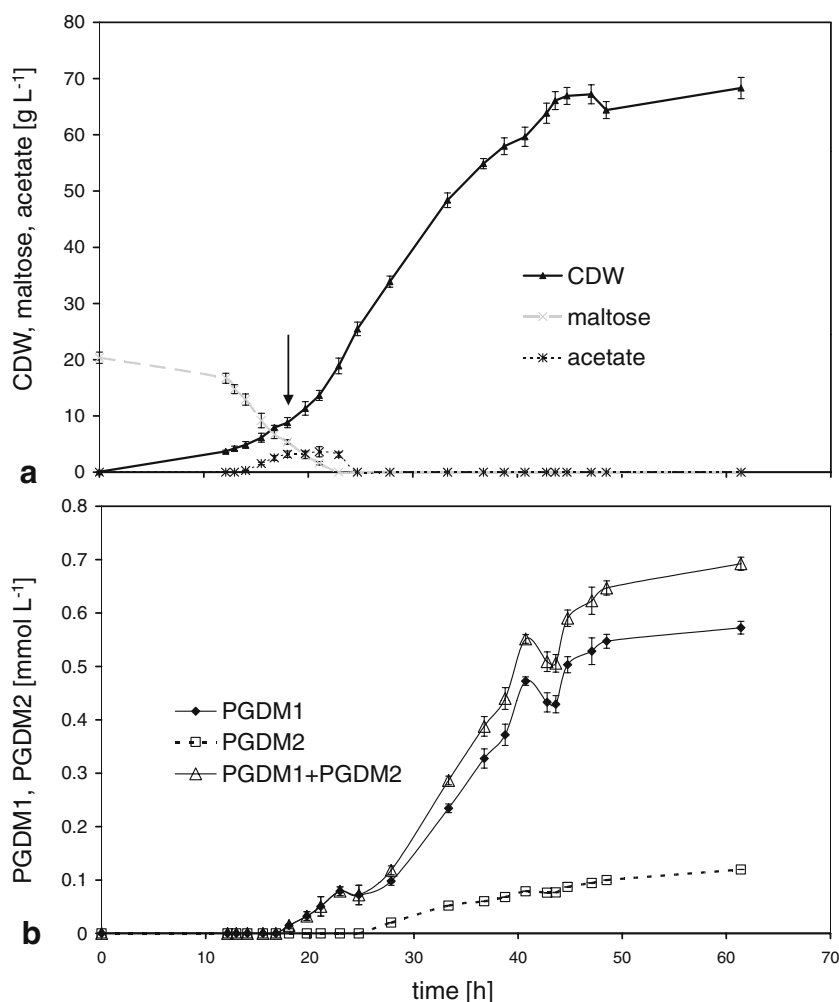 80
70
60
50
40
30
20
10
0
CDW, maltose, acetate [g L⁻¹]
CDW
maltose
acetate
a
0.8
0.7
0.6
0.5
0.4
0.3
0.2
0.1
0
PGDM1, PGDM2 [mmol L⁻¹]
PGDM1
PGDM2
PGDM1+PGDM2
b
0 10 20 30 40 50 60 70
time [h]